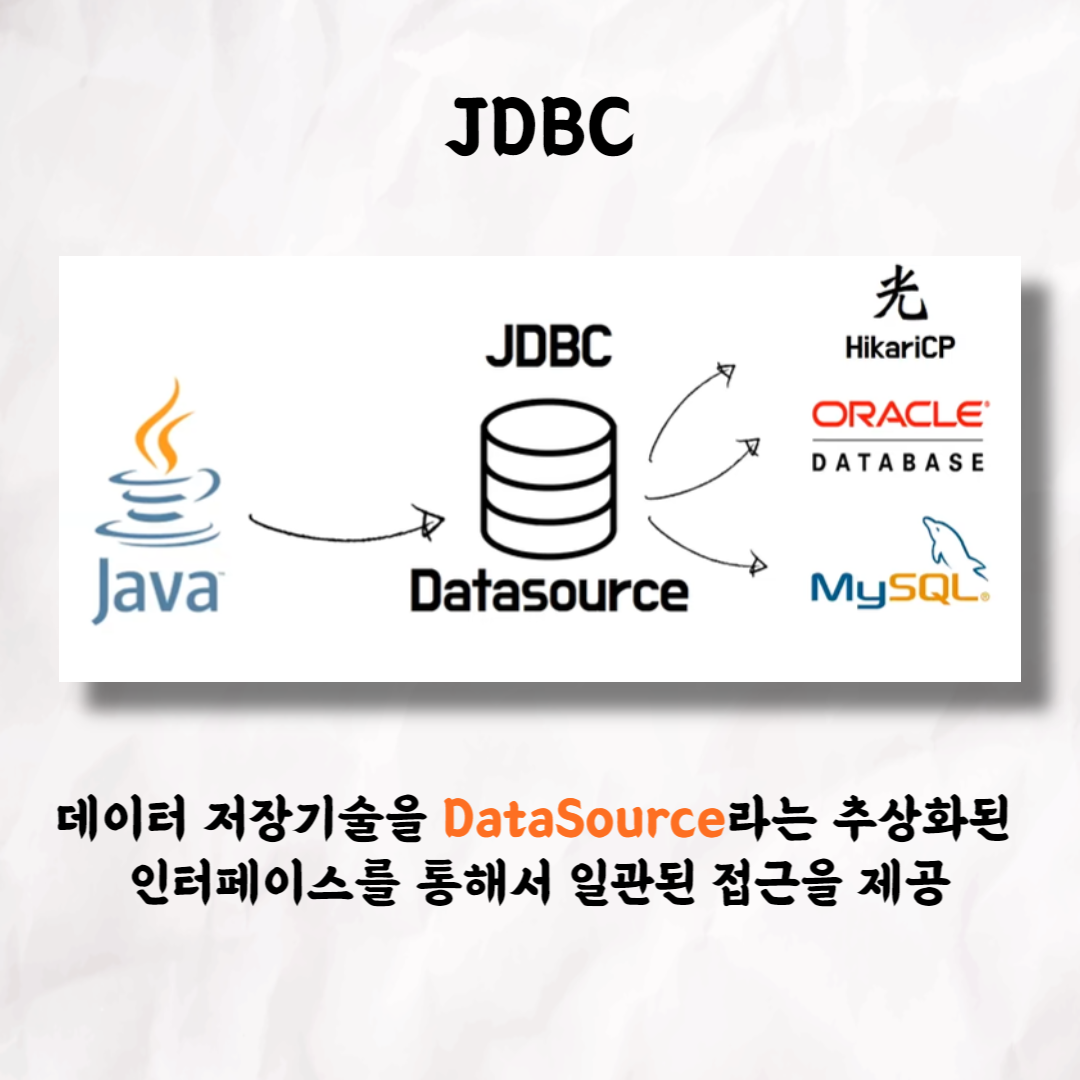 JDBC
JDBC
Datasource
Java™
光
HikariCP
ORACLE®
DATABASE
MySQL®
데이터 저장기술을 DataSource라는 추상화된
인터페이스를 통해서 일관된 접근을 제공